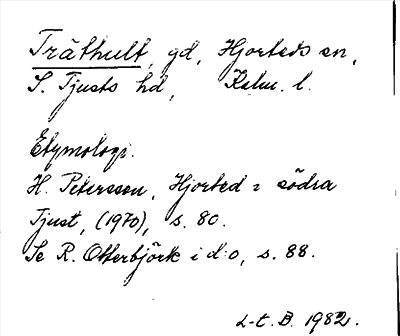 Träthult, gd, Hjorteds sn,
S. Tjusts hd, Kalm. l.
Etymologi.
H. Petersson, Hjorted i södra
Tjust, (1970), s. 80.
Se R. Otterbjörk i d:o, s. 88.
L-t. B. 1982.